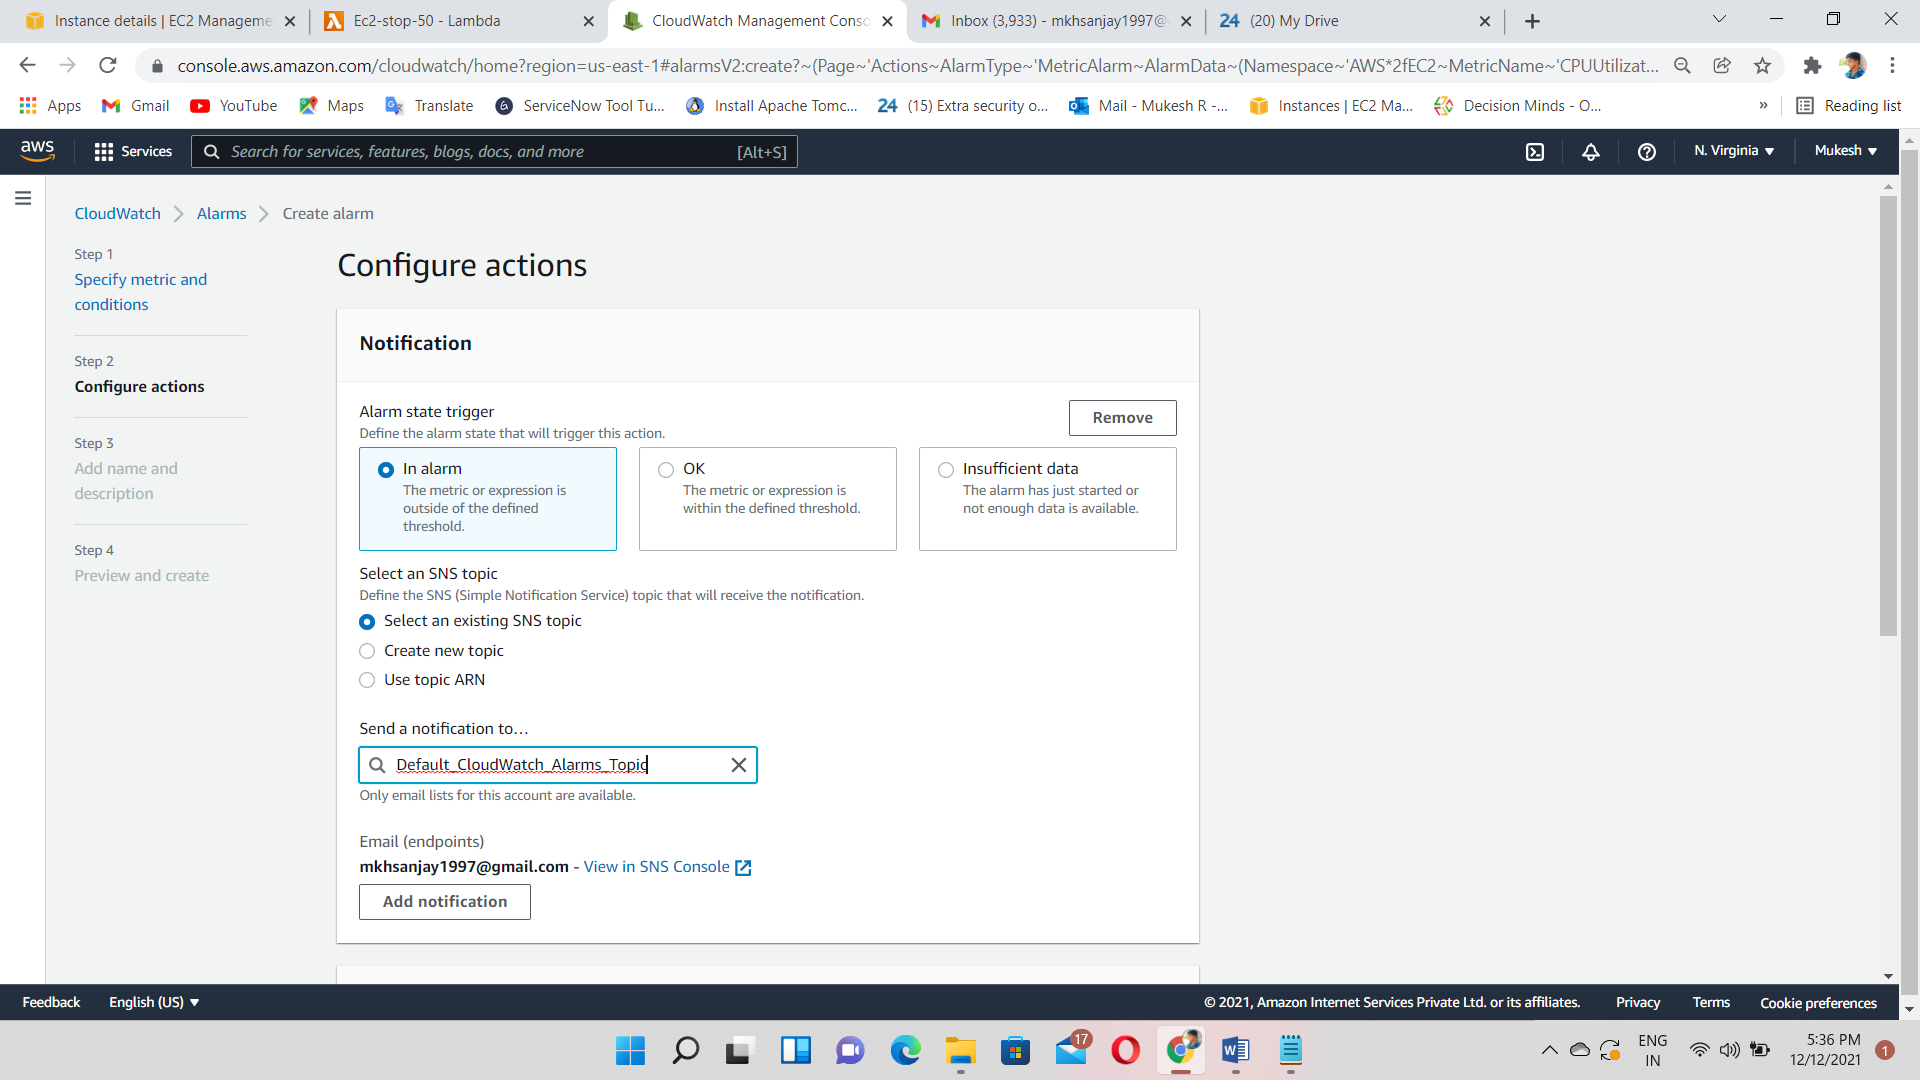 Instance details | EC2 Manageme
Ec2-stop-50 - Lambda
CloudWatch Management Conso
Inbox (3,933) - mkhsanjay1997@
24 (20) My Drive
console.aws.amazon.com/cloudwatch/home?region=us-east-1#alarmsV2:create?~(Page~'Actions~AlarmType~'MetricAlarm~AlarmData~(Namespace~'AWS*2fEC2~MetricName~'CPUUtilizat...
Apps
Gmail
YouTube
Maps
Translate
ServiceNow Tool Tu...
Install Apache Tomc...
24 (15) Extra security o...
Mail - Mukesh R -...
Instances | EC2 Ma...
Decision Minds - O...
»
Reading list
aws
Services
Search for services, features, blogs, docs, and more
[Alt+S]
N. Virginia
Mukesh
CloudWatch
Alarms
Create alarm
Step 1
Specify metric and
conditions
Step 2
Configure actions
Step 3
Add name and
description
Step 4
Preview and create
Configure actions
Notification
Alarm state trigger
Define the alarm state that will trigger this action.
Remove
In alarm
The metric or expression is
outside of the defined
threshold.
OK
The metric or expression is
within the defined threshold.
Insufficient data
The alarm has just started or
not enough data is available.
Select an SNS topic
Define the SNS (Simple Notification Service) topic that will receive the notification.
Select an existing SNS topic
Create new topic
Use topic ARN
Send a notification to…
Default_CloudWatch_Alarms_Topic
Only email lists for this account are available.
Email (endpoints)
mkhsanjay1997@gmail.com - View in SNS Console
Add notification
Feedback
English (US)
© 2021, Amazon Internet Services Private Ltd. or its affiliates.
Privacy
Terms
Cookie preferences
17
ENG
IN
5:36 PM
12/12/2021
1